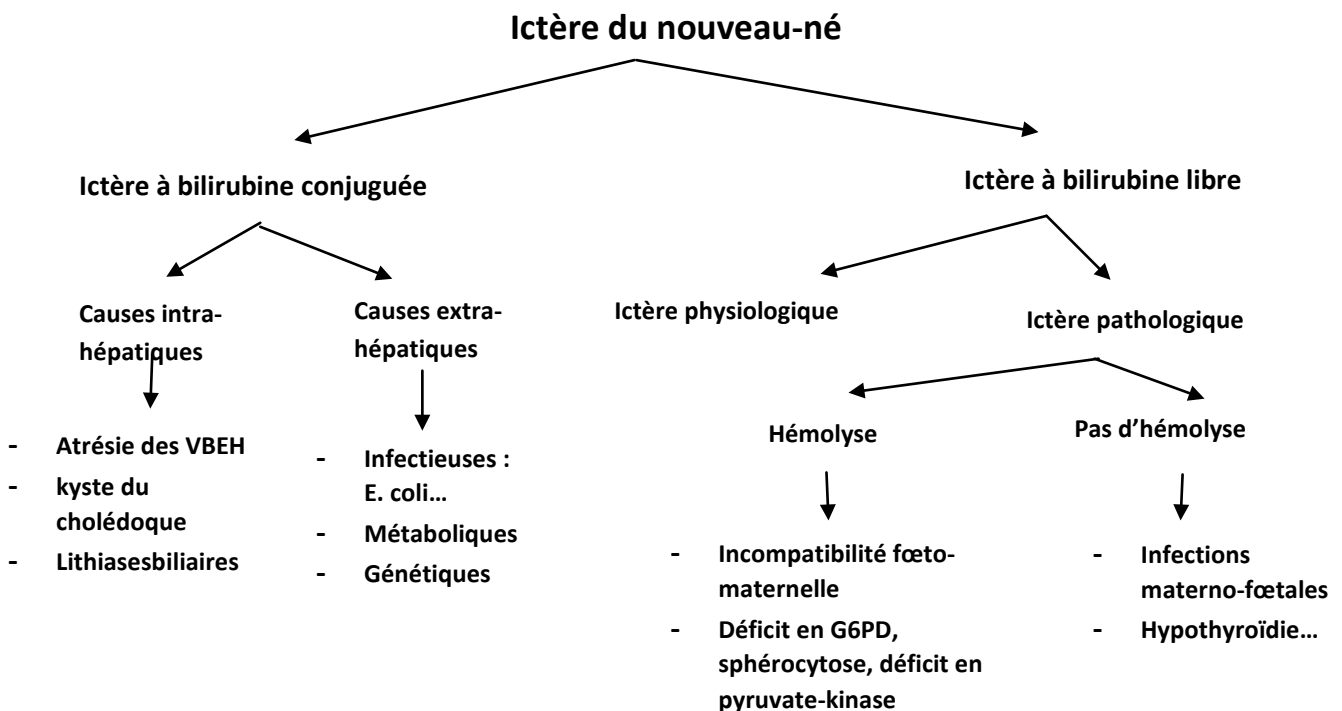 Ictère du nouveau-né
Ictère à bilirubine conjuguée
Ictère à bilirubine libre
Causes intra-
hépatiques
Causes extra-
hépatiques
Ictère physiologique
Ictère pathologique
- Atrésie des VBEH
- kyste du
cholédoque
- Lithiasesbiliaires
- Infectieuses :
E. coli…
- Métaboliques
- Génétiques
Hémolyse
Pas d’hémolyse
- Incompatibilité fœto-
maternelle
- Déficit en G6PD,
sphérocytose, déficit en
pyruvate-kinase
- Infections
materno-fœtales
- Hypothyroïdie…